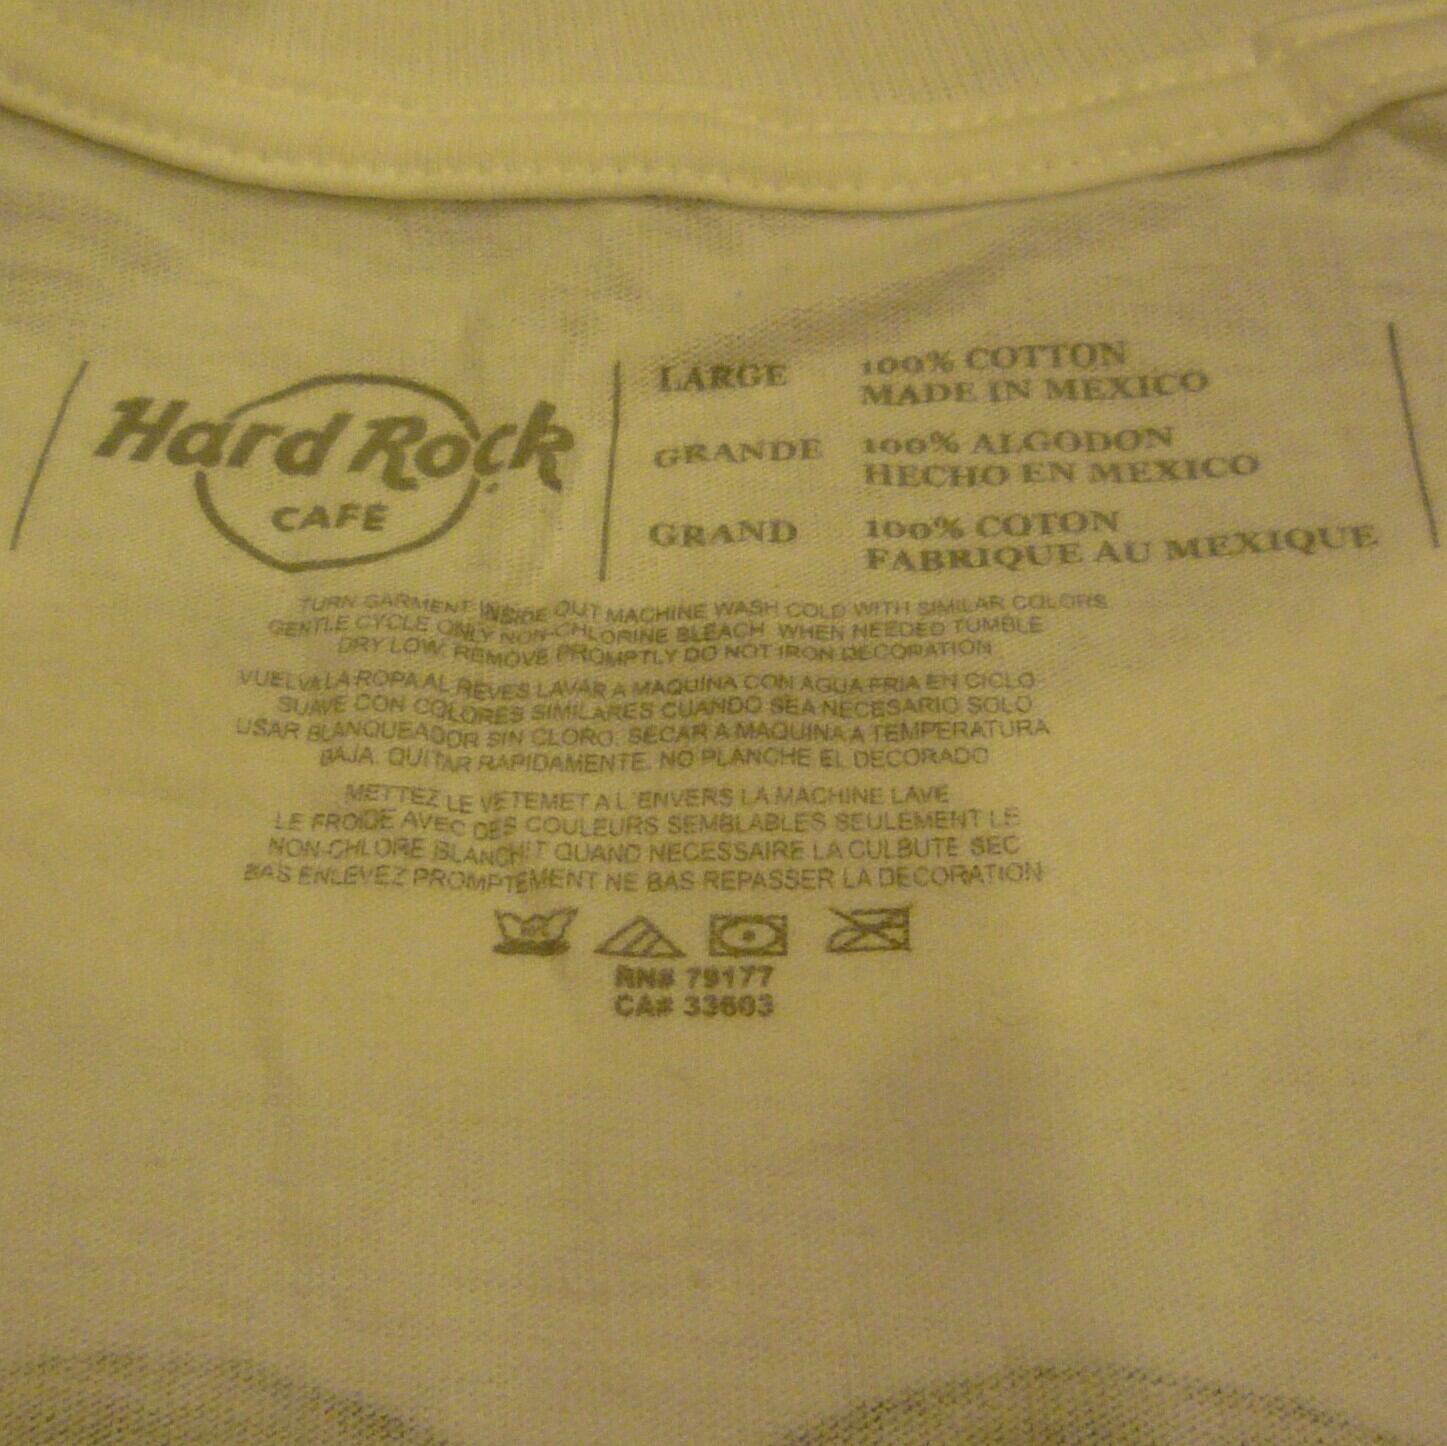 Hard Rock
CAFE
LARGE 100% COTTON
MADE IN MEXICO
GRANDE 100% ALGODON
HECHO EN MEXICO
GRAND 100% COTON
FABRIQUE AU MEXIQUE
TURN GARMENT INSIDE OUT MACHINE WASH COLD WITH SIMILAR COLORS
GENTLE CYCLE ONLY NON-CHLORINE BLEACH WHEN NEEDED TUMBLE
DRY LOW. REMOVE PROMPTLY DO NOT IRON DECORATION
VUELVA LA ROPA AL REVES LAVAR A MAQUINA CON AGUA FRIA EN CICLO
SUAVE CON COLORES SIMILARES CUANDO SEA NECESARIO SOLO
USAR BLANQUEADOR SIN CLORO. SECAR A MAQUINA A TEMPERATURA
BAJA. QUITAR RAPIDAMENTE. NO PLANCHE EL DECORADO
METTEZ LE VETEMET A L'ENVERS LA MACHINE LAVE
LE FROIDE AVEC DES COULEURS SEMBLABLES SEULEMENT LE
NON-CHLORE BLANCHIT QUAND NECESSAIRE LA CULBUTE SEC
BAS ENLEVEZ PROMPTEMENT NE BAS REPASSER LA DECORATION
RN# 79177
CA# 33603